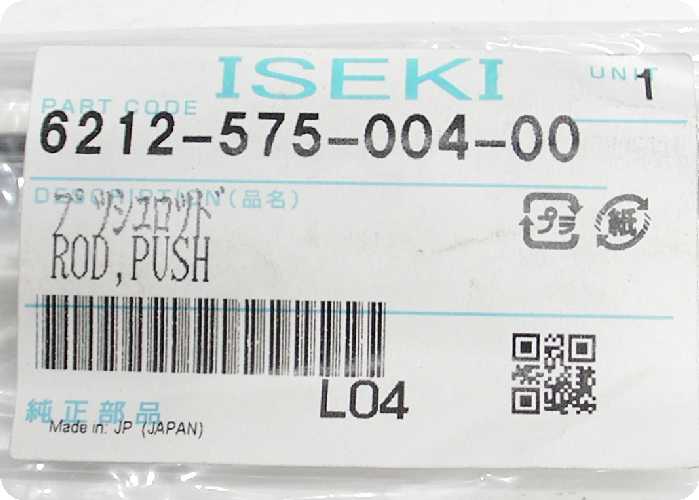 ISEKI
UNIT
1
PART CODE
6212-575-004-00
DESCRIPTION(品名)
プッシュロッド
ROD,PUSH
プラ
紙
L04
純正部品
Made in: JP (JAPAN)